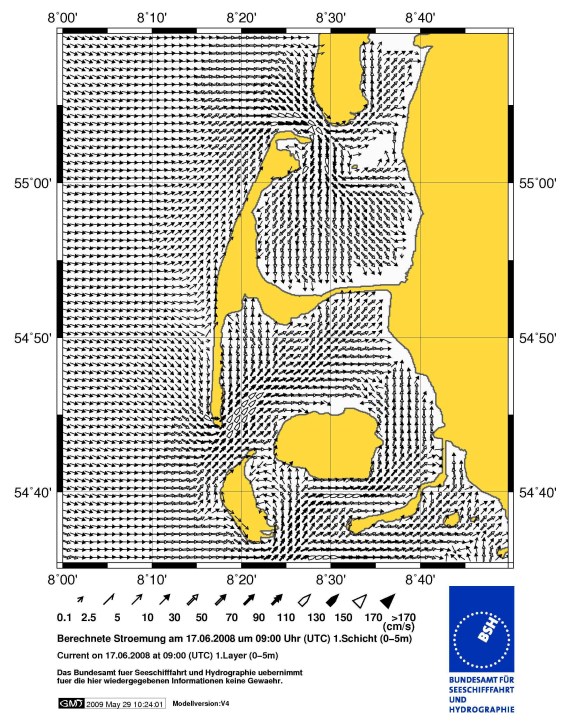 8°00' 8°10' 8°20' 8°30' 8°40'
55°00' 55°00'
54°50' 54°50'
54°40' 54°40'
8°00' 8°10' 8°20' 8°30' 8°40'
0.1 2.5 5 10 30 50 70 90 110 130 150 170 >170
(cm/s)
Berechnete Stroemung am 17.06.2008 um 09:00 Uhr (UTC) 1.Schicht (0-5m)
Current on 17.06.2008 at 09:00 (UTC) 1.Layer (0-5m)
Das Bundesamt fuer Seeschifffahrt und Hydrographie uebernimmt
fuer die hier wiedergegebenen Informationen keine Gewaehr.
GMT 2009 May 29 10:24:01 Modellversion:V4
BSH
BUNDESAMT FÜR
SEESCHIFFFAHRT
UND
HYDROGRAPHIE